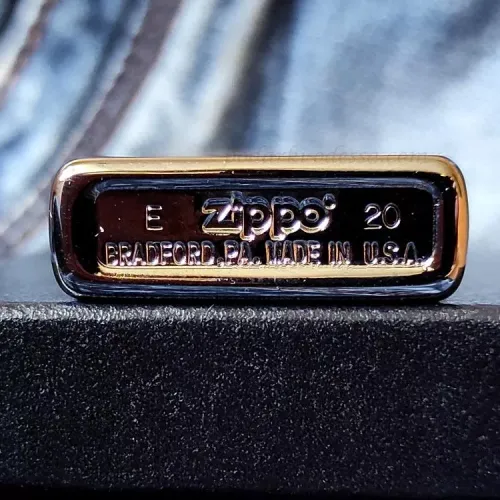 E Zippo® 20
BRADFORD, PA. MADE IN U.S.A.